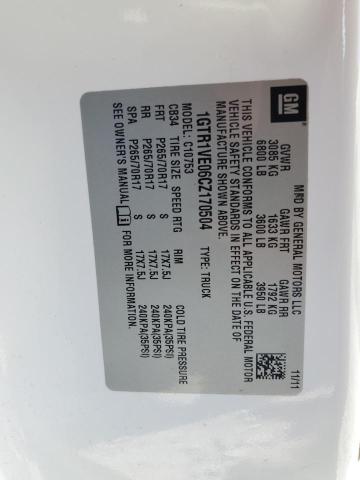 GM
MFD BY GENERAL MOTORS LLC 11/11
GVWR GAWR FRT GAWR RR
3085 KG 1633 KG 1792 KG
6800 LB 3600 LB 3950 LB
THIS VEHICLE CONFORMS TO ALL APPLICABLE U.S. FEDERAL MOTOR
VEHICLE SAFETY STANDARDS IN EFFECT ON THE DATE OF
MANUFACTURE SHOWN ABOVE.
1GTR1VE06CZ170504 TYPE: TRUCK
C10753
CB34 TIRE SIZE SPEED RTG RIM COLD TIRE PRESSURE
FRT P265/70R17 S 17X7.5J 240KPA(35PSI)
RR P265/70R17 S 17X7.5J 240KPA(35PSI)
SPA P265/70R17 S 17X7.5J 240KPA(35PSI)
SEE OWNER'S MANUAL FOR ADDITIONAL INFORMATION.